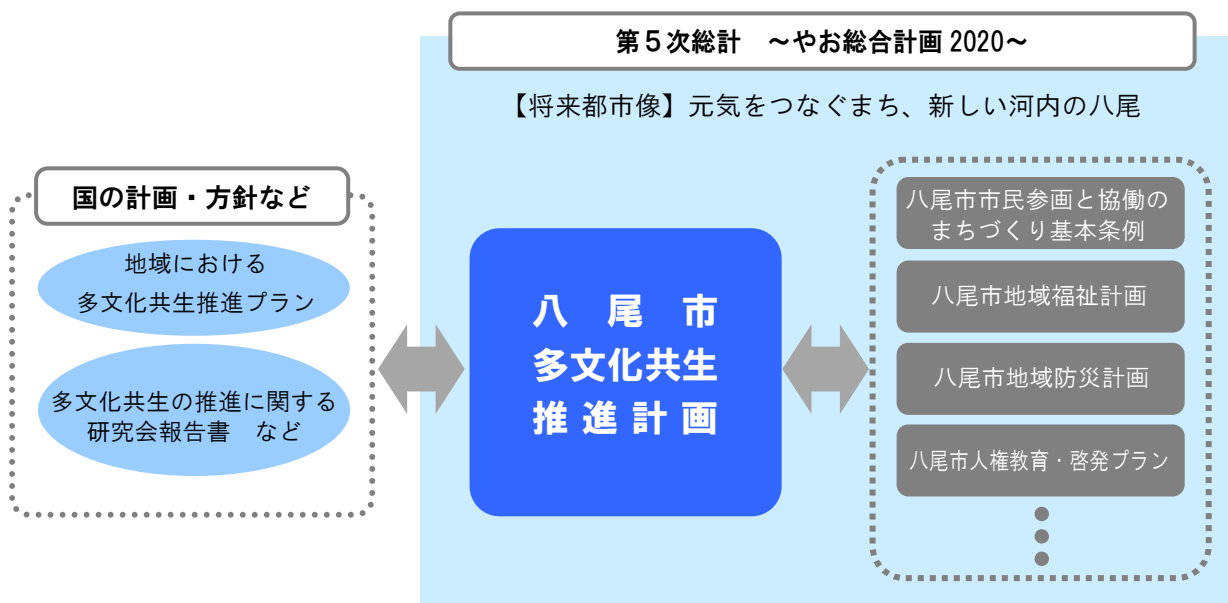 第5次総計　～やお総合計画 2020～
【将来都市像】元気をつなぐまち、新しい河内の八尾
国の計画・方針など
地域における
多文化共生推進プラン
多文化共生の推進に関する
研究会報告書　など
八　尾　市
多文化共生
推進計画
八尾市市民参画と協働の
まちづくり基本条例
八尾市地域福祉計画
八尾市地域防災計画
八尾市人権教育・啓発プラン